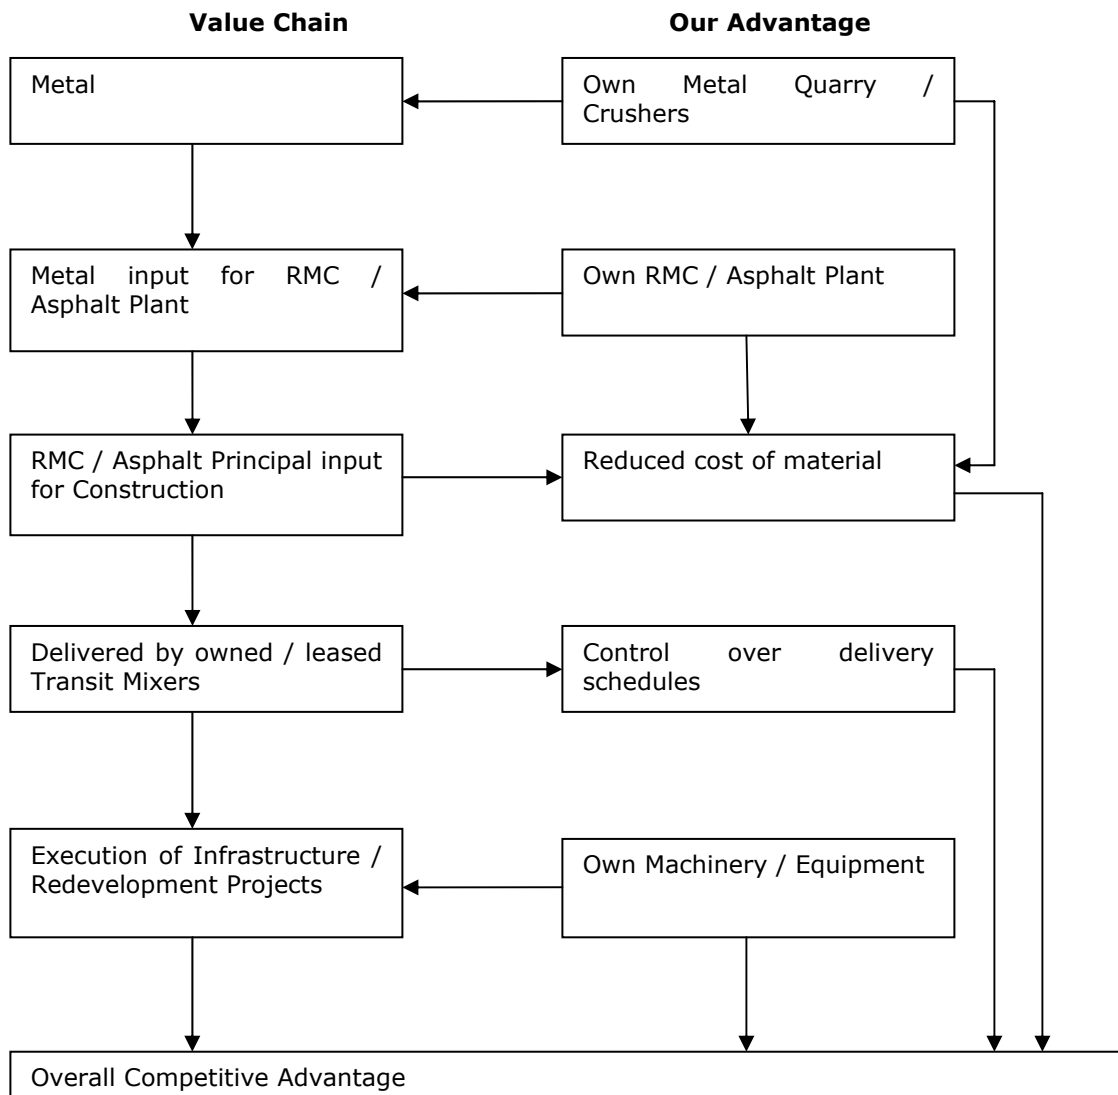 Value Chain
Our Advantage
Metal
Own Metal Quarry /
Crushers
Metal input for RMC /
Asphalt Plant
Own RMC / Asphalt Plant
RMC / Asphalt Principal input
for Construction
Reduced cost of material
Delivered by owned / leased
Transit Mixers
Control over delivery
schedules
Execution of Infrastructure /
Redevelopment Projects
Own Machinery / Equipment
Overall Competitive Advantage